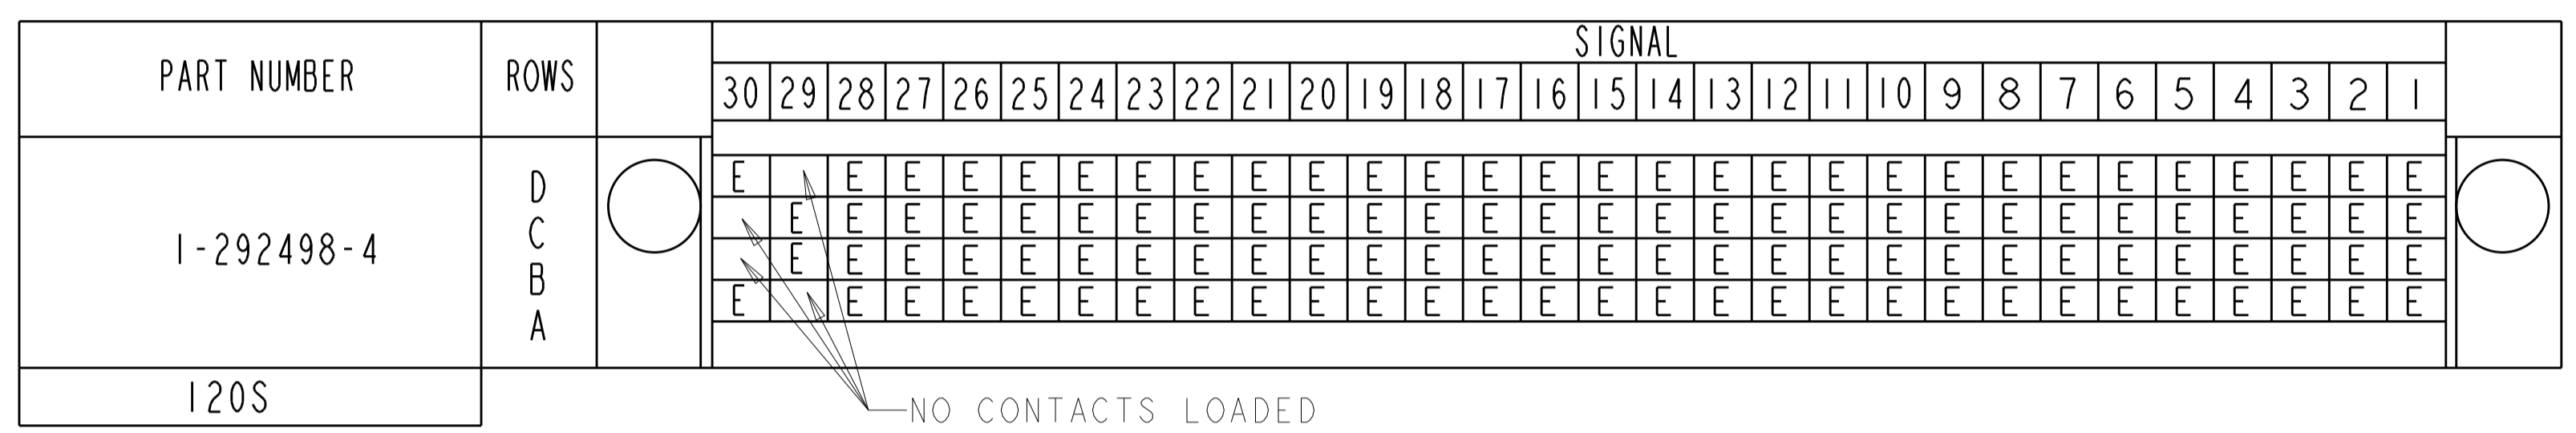 SIGNAL
PART NUMBER ROWS
30 29 28 27 26 25 24 23 22 21 20 19 18 17 16 15 14 13 12 11 10 9 8 7 6 5 4 3 2 1
D E E E E E E E E E E E E E E E E E E E E E E E E E E E E E
C E E E E E E E E E E E E E E E E E E E E E E E E E E E E E
1-292498-4
B E E E E E E E E E E E E E E E E E E E E E E E E E E E E E
A E E E E E E E E E E E E E E E E E E E E E E E E E E E E E
120S
NO CONTACTS LOADED